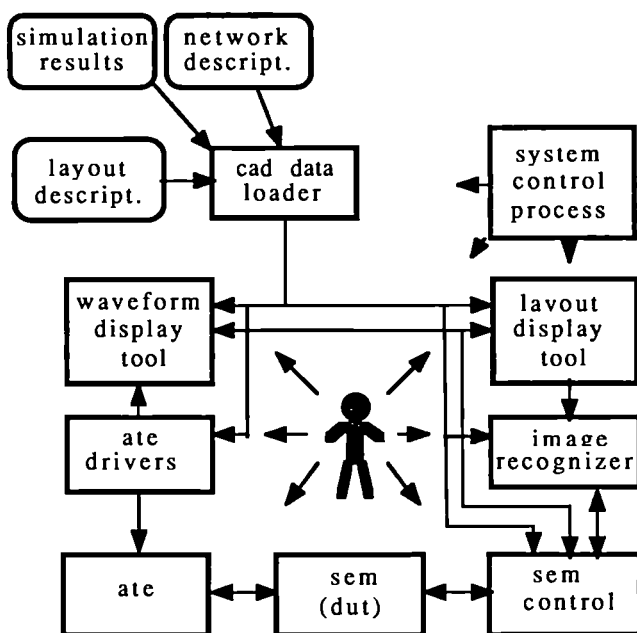 simulation
results
network
descript.
layout
descript.
cad data
loader
system
control
process
waveform
display
tool
lavout
display
tool
ate
drivers
image
recognizer
ate
sem
(dut)
sem
control